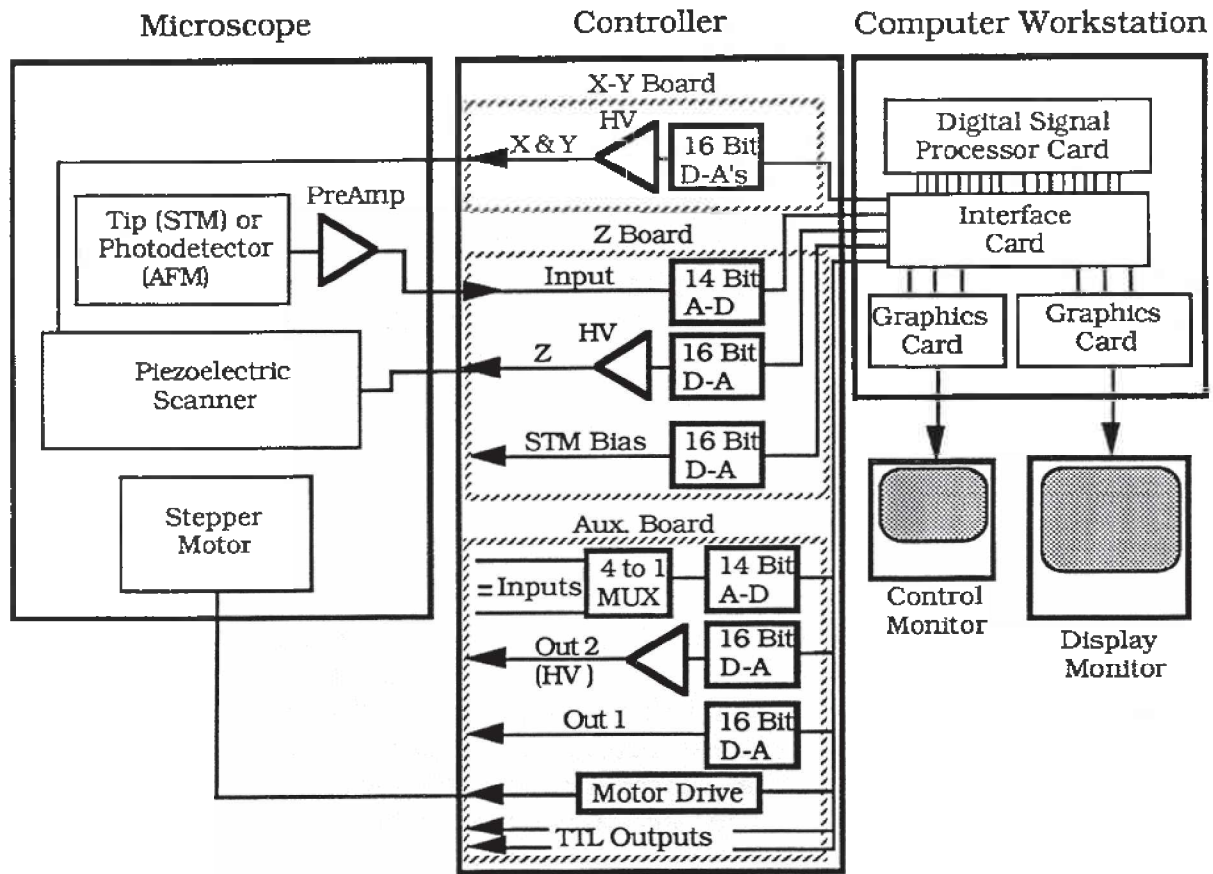 Microscope
Controller
Computer Workstation
X-Y Board
HV
X & Y
16 Bit
D-A's
Digital Signal
Processor Card
Interface
Card
PreAmp
Tip (STM) or
Photodetector
(AFM)
Z Board
Input
14 Bit
A-D
Graphics
Card
Graphics
Card
HV
Z
16 Bit
D-A
Piezoelectric
Scanner
STM Bias
16 Bit
D-A
Stepper
Motor
Aux. Board
Inputs
4 to 1
MUX
14 Bit
A-D
Control
Monitor
Display
Monitor
Out 2
(HV)
16 Bit
D-A
Out 1
16 Bit
D-A
Motor Drive
TTL Outputs